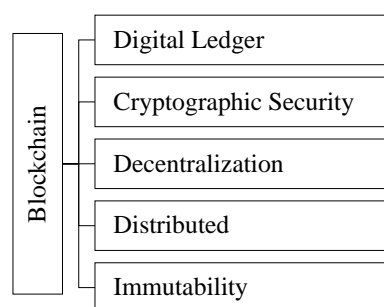 Blockchain
Digital Ledger
Cryptographic Security
Decentralization
Distributed
Immutability